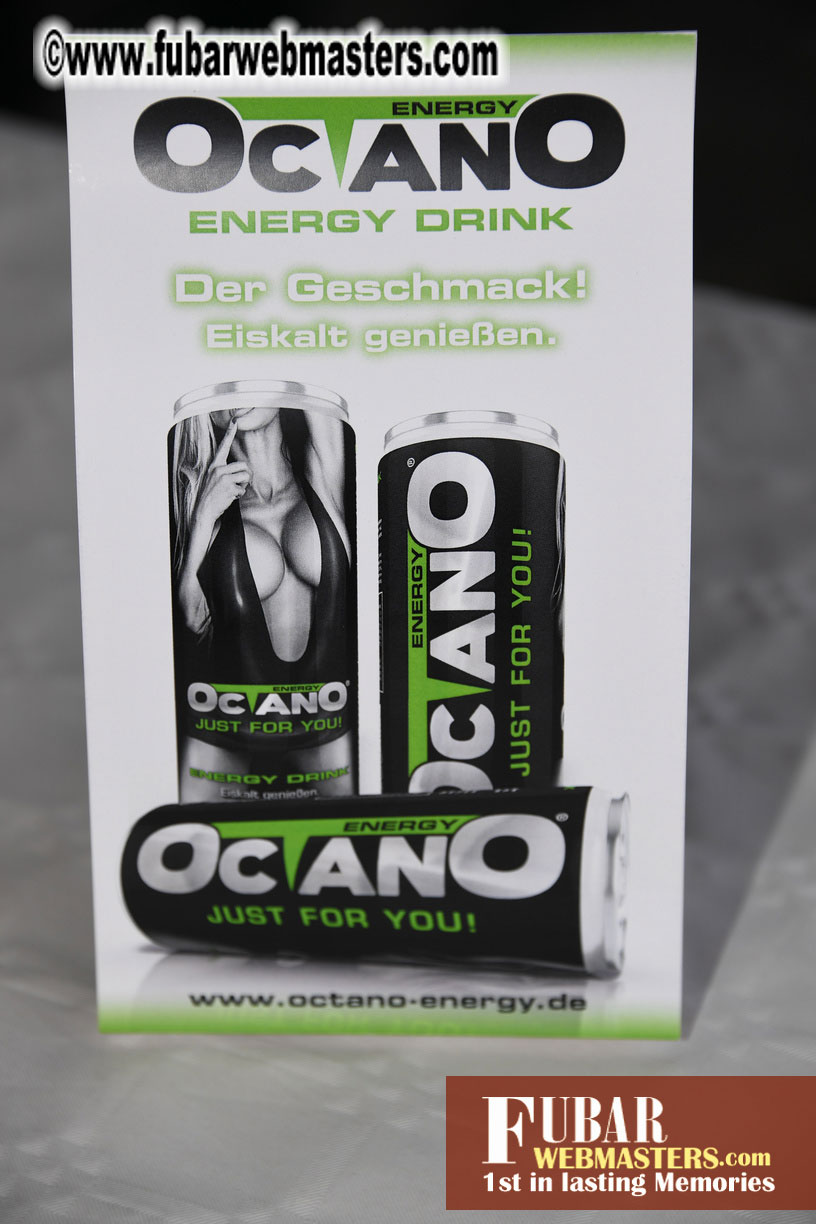 ©www.fubarwebmasters.com
ENERGY
OCTANO
ENERGY DRINK
Der Geschmack!
Eiskalt genießen.
ENERGY
OCTANO®
JUST FOR YOU!
ENERGY DRINK
Eiskalt genießen.
ENERGY
OCTANO®
JUST FOR YOU!
ENERGY
OCTANO®
JUST FOR YOU!
www.octano-energy.de
FUBAR
WEBMASTERS.com
1st in lasting Memories